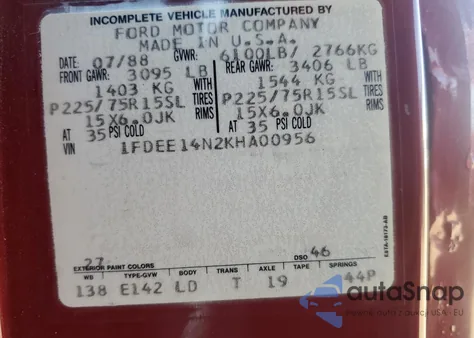 INCOMPLETE VEHICLE MANUFACTURED BY
FORD MOTOR COMPANY
MADE IN U.S.A.
DATE: 07/88 GVWR: 6100LB/ 2766KG
FRONT GAWR: 3095 LB REAR GAWR: 3406 LB
1403 KG WITH 1544 KG WITH
P225/75R15SL TIRES P225/75R15SL TIRES
15X6.0JK RIMS 15X6.0JK RIMS
AT 35 PSI COLD AT 35 PSI COLD
VIN 1FDEE14N2KHA00956
27 46
EXTERIOR PAINT COLORS DSO
WB TYPE-GVW BODY TRANS AXLE TAPE SPRINGS
138 E142 LD T 19 44P
autoSnap